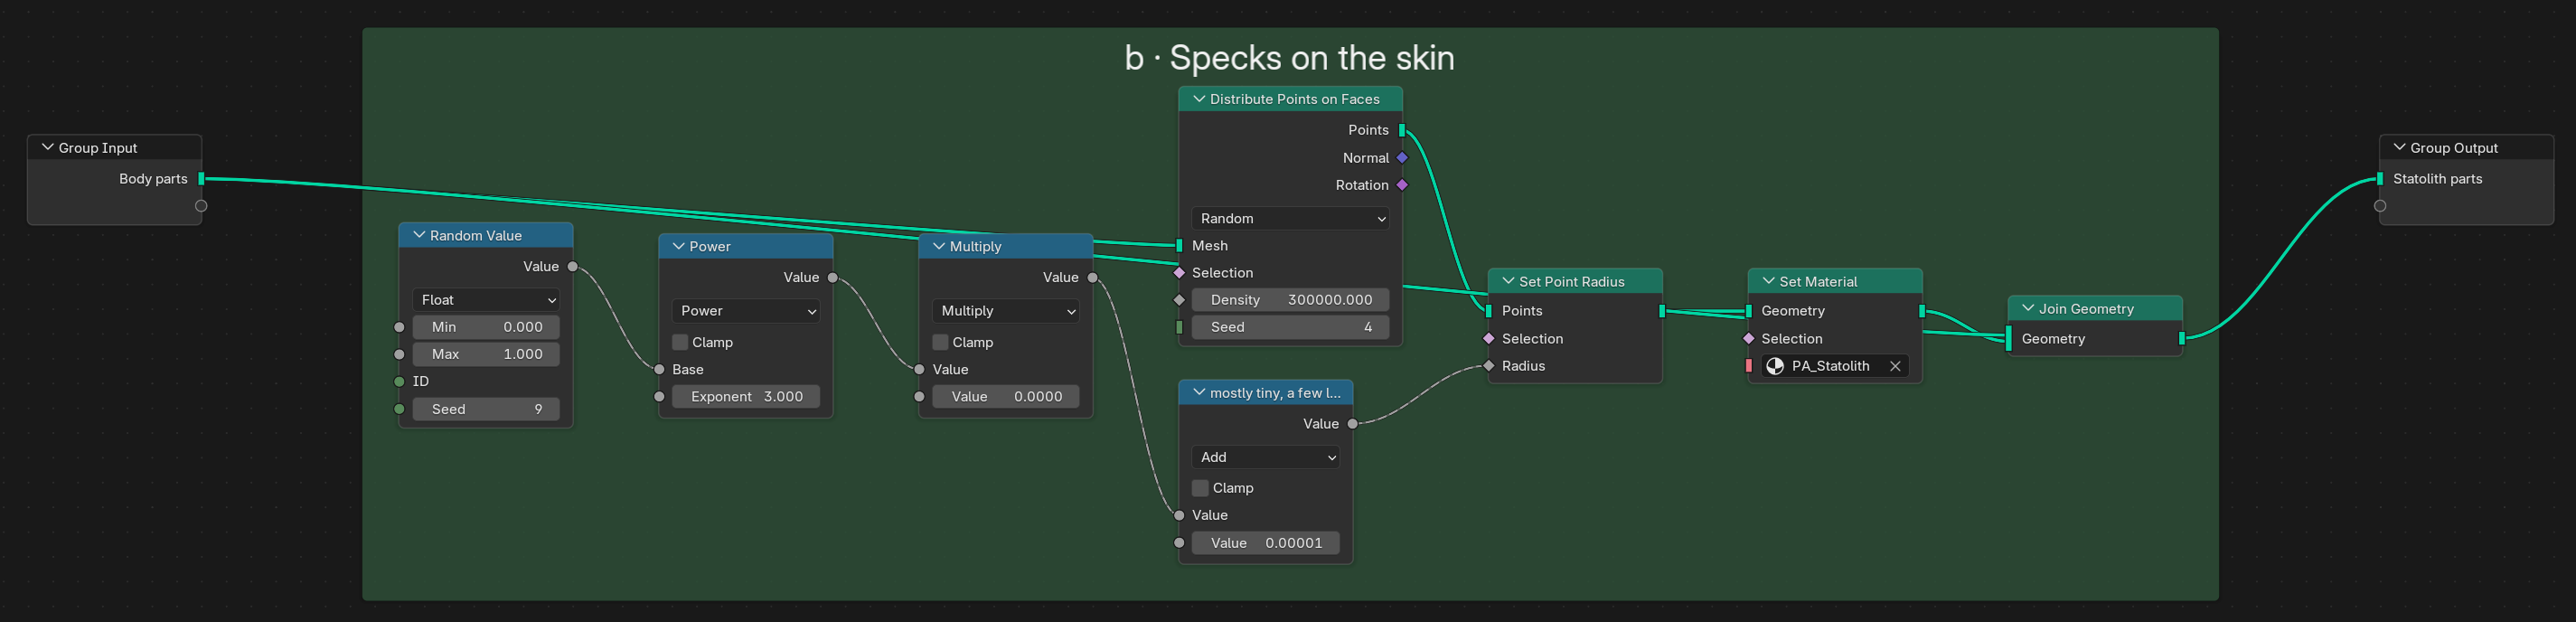 b · Specks on the skin
Group Input
Body parts
Random Value
Value
Float
Min 0.000
Max 1.000
ID
Seed 9
Power
Value
Power
Clamp
Base
Exponent 3.000
Multiply
Value
Multiply
Clamp
Value
Value 0.0000
Distribute Points on Faces
Points
Normal
Rotation
Random
Mesh
Selection
Density 300000.000
Seed 4
mostly tiny, a few l...
Value
Add
Clamp
Value
Value 0.00001
Set Point Radius
Points
Selection
Radius
Set Material
Geometry
Selection
PA_Statolith
Join Geometry
Geometry
Group Output
Statolith parts